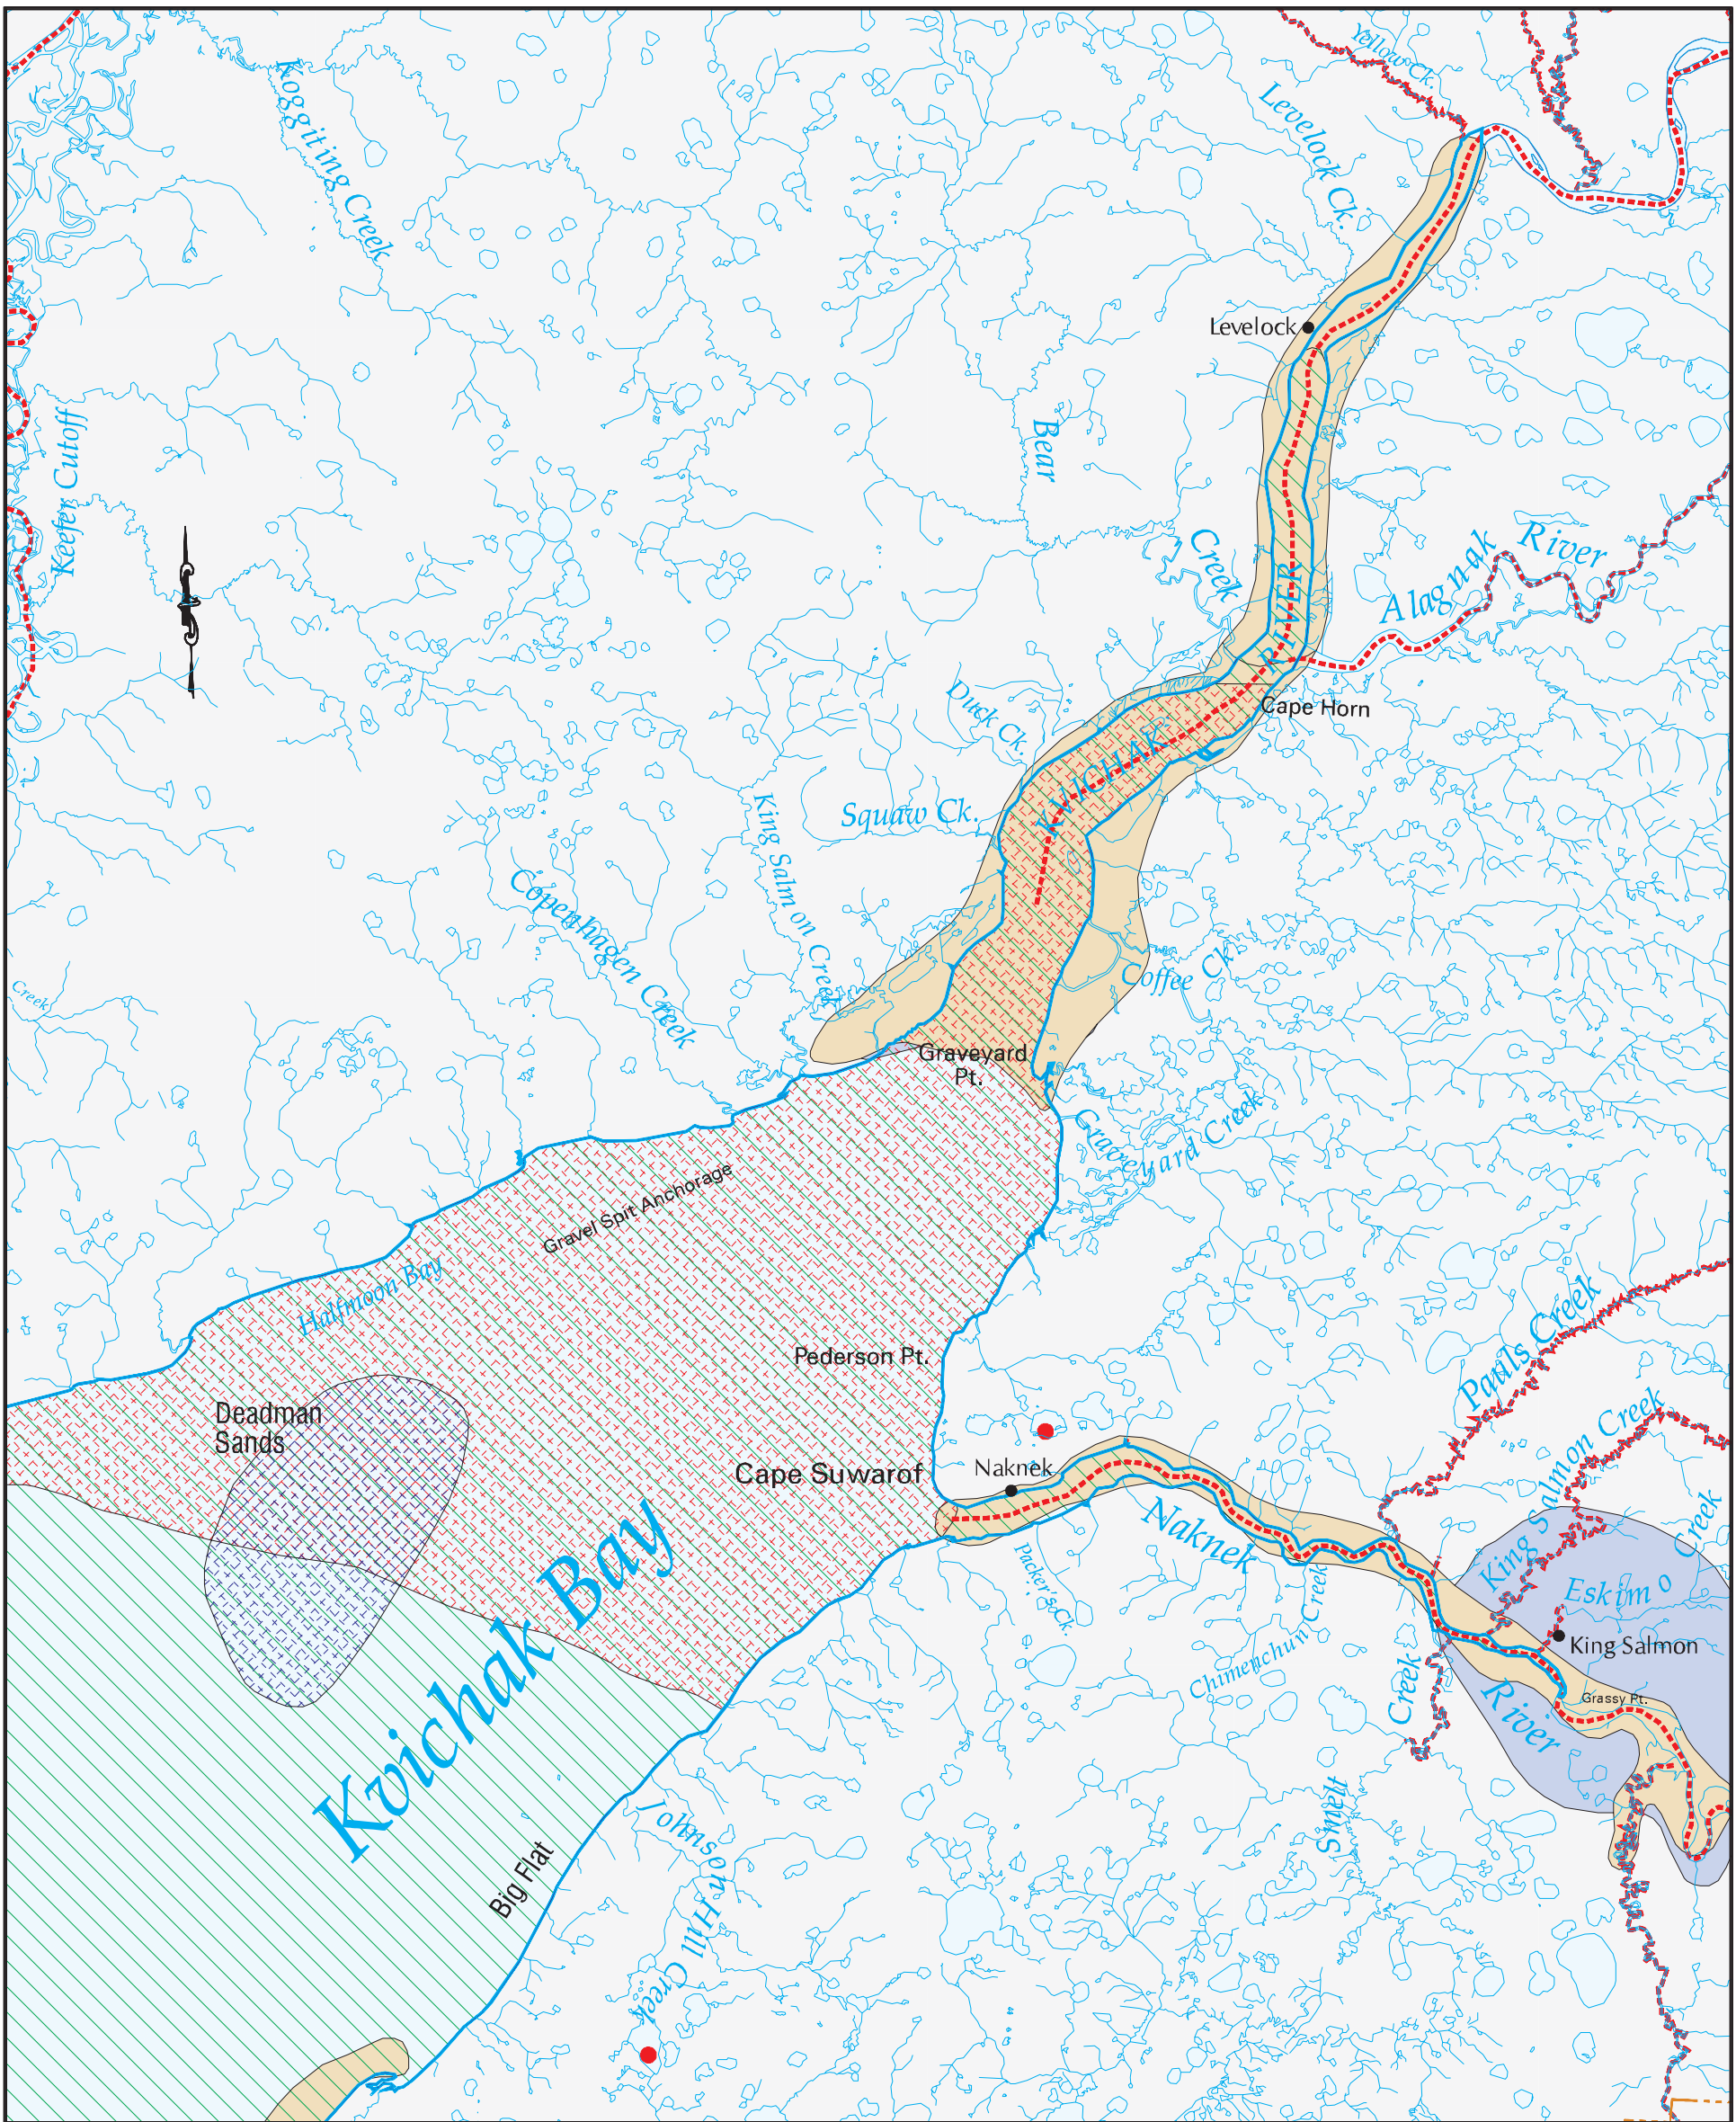 Yellow Ck.
Koggiting Creek
Levelock Ck.
Levelock
Keefer Cutoff
Bear
Creek
Alagnak River
RIVER
Duck Ck.
Cape Horn
KVICHAK
Squaw Ck.
King Salmon Creek
Copenhagen Creek
Coffee Ck.
Creek
Graveyard
Pt.
Graveyard Creek
Gravel Spit Anchorage
Halfmoon Bay
Pauls Creek
Pederson Pt.
Deadman
Sands
King Salmon Creek
Cape Suwarof
Naknek
Naknek
Creek
Packer's Ck.
Eskimo
Kvichak Bay
Chimenchun Creek
King Salmon
Creek
River
Grassy Pt.
Smelt
Johnson Hill Creek
Big Flat